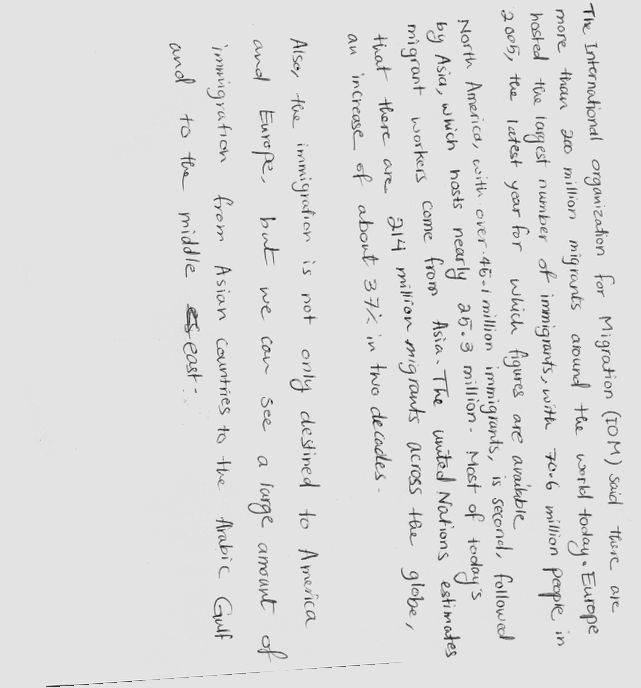 The International organization for Migration (IOM) said there are
more than 200 million migrants around the world today. Europe
hosted the largest number of immigrants, with 70.6 million people in
2005, the latest year for which figures are available
North America, with over 45.1 million immigrants, is second, followed
by Asia, which hosts nearly 25.3 million. Most of today's
migrant workers come from Asia. The united Nations estimates
that there are 214 million migrants across the globe,
an increase of about 37% in two decades.
Also, the immigration is not only destined to America
and Europe, but we can see a large amount of
immigration from Asian countries to the Arabic Gulf
and to the middle east.